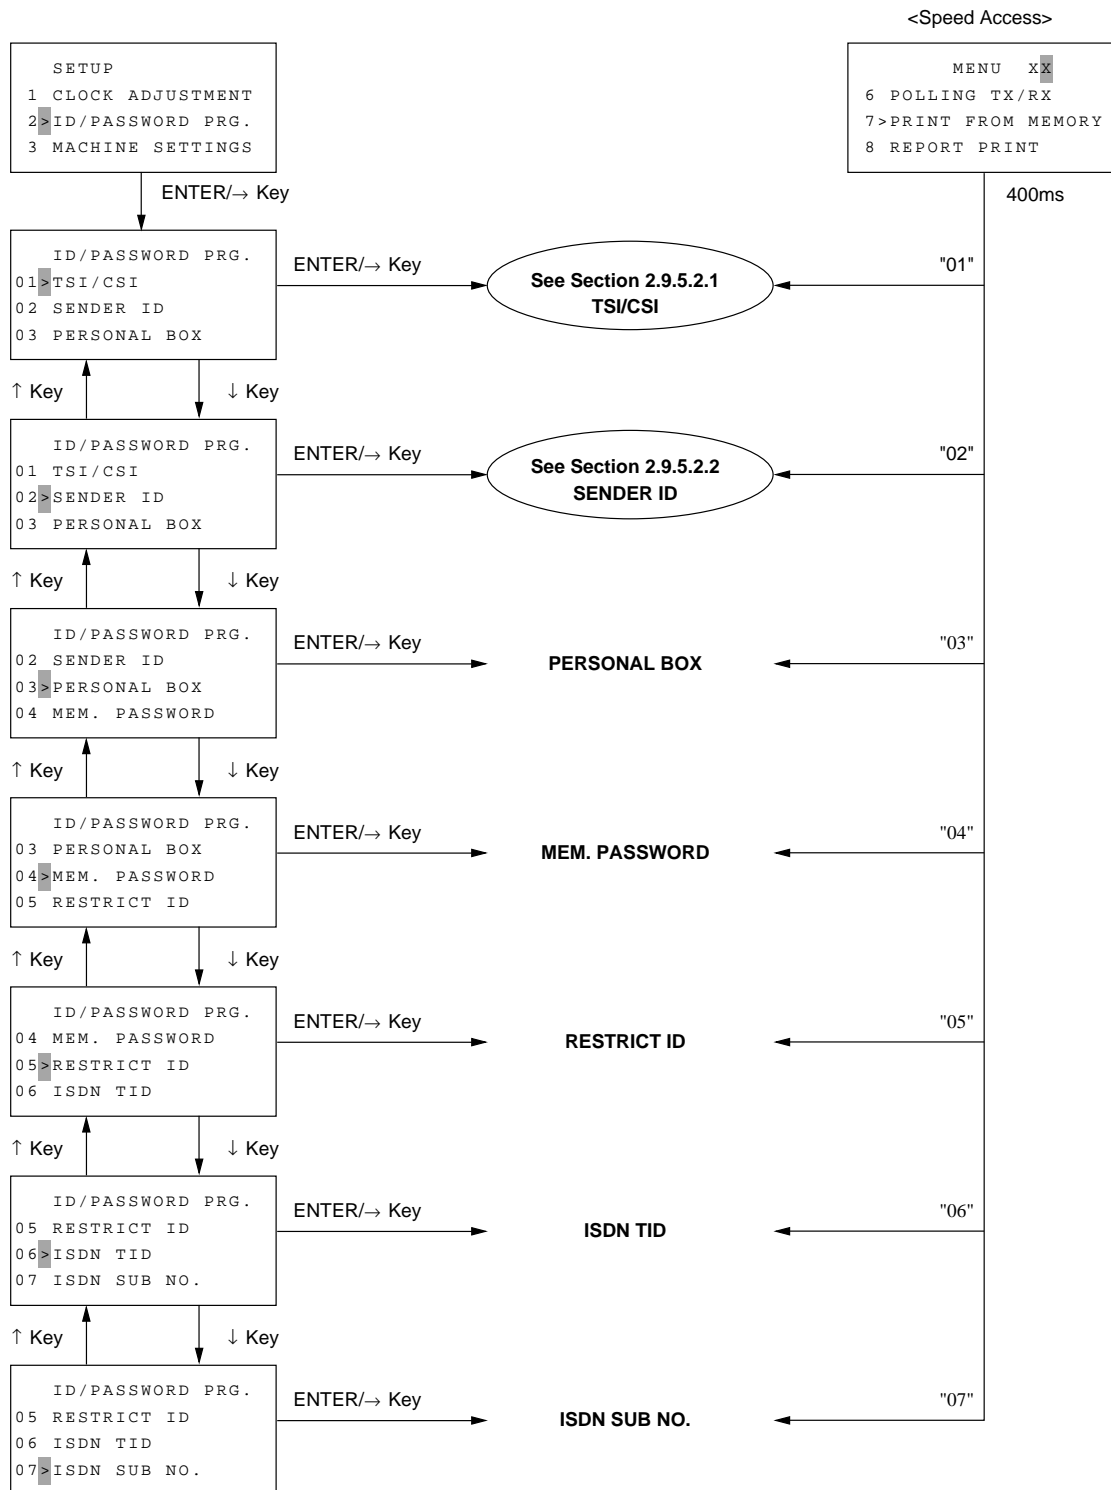 <Speed Access>
SETUP
1 CLOCK ADJUSTMENT
2>ID/PASSWORD PRG.
3 MACHINE SETTINGS
MENU XX
6 POLLING TX/RX
7>PRINT FROM MEMORY
8 REPORT PRINT
ENTER/→ Key
400ms
ID/PASSWORD PRG.
01>TSI/CSI
02 SENDER ID
03 PERSONAL BOX
ENTER/→ Key
See Section 2.9.5.2.1
TSI/CSI
"01"
↑ Key
↓ Key
ID/PASSWORD PRG.
01 TSI/CSI
02>SENDER ID
03 PERSONAL BOX
ENTER/→ Key
See Section 2.9.5.2.2
SENDER ID
"02"
↑ Key
↓ Key
ID/PASSWORD PRG.
02 SENDER ID
03>PERSONAL BOX
04 MEM. PASSWORD
ENTER/→ Key
PERSONAL BOX
"03"
↑ Key
↓ Key
ID/PASSWORD PRG.
03 PERSONAL BOX
04>MEM. PASSWORD
05 RESTRICT ID
ENTER/→ Key
MEM. PASSWORD
"04"
↑ Key
↓ Key
ID/PASSWORD PRG.
04 MEM. PASSWORD
05>RESTRICT ID
06 ISDN TID
ENTER/→ Key
RESTRICT ID
"05"
↑ Key
↓ Key
ID/PASSWORD PRG.
05 RESTRICT ID
06>ISDN TID
07 ISDN SUB NO.
ENTER/→ Key
ISDN TID
"06"
↑ Key
↓ Key
ID/PASSWORD PRG.
05 RESTRICT ID
06 ISDN TID
07>ISDN SUB NO.
ENTER/→ Key
ISDN SUB NO.
"07"